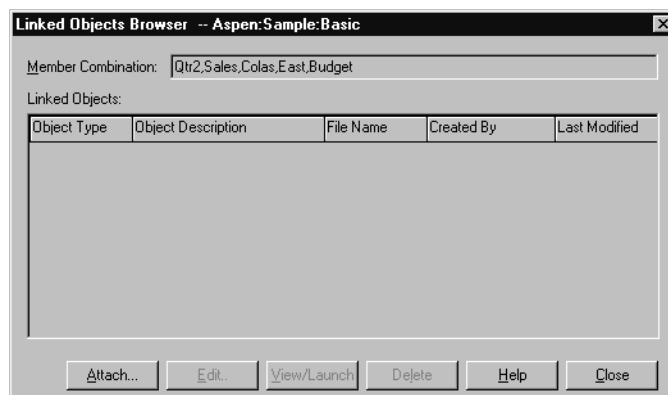 Linked Objects Browser -- Aspen:Sample:Basic
Member Combination: Qtr2,Sales,Colas,East,Budget
Linked Objects:
Object Type Object Description File Name Created By Last Modified
Attach... Edit.. View/Launch Delete Help Close